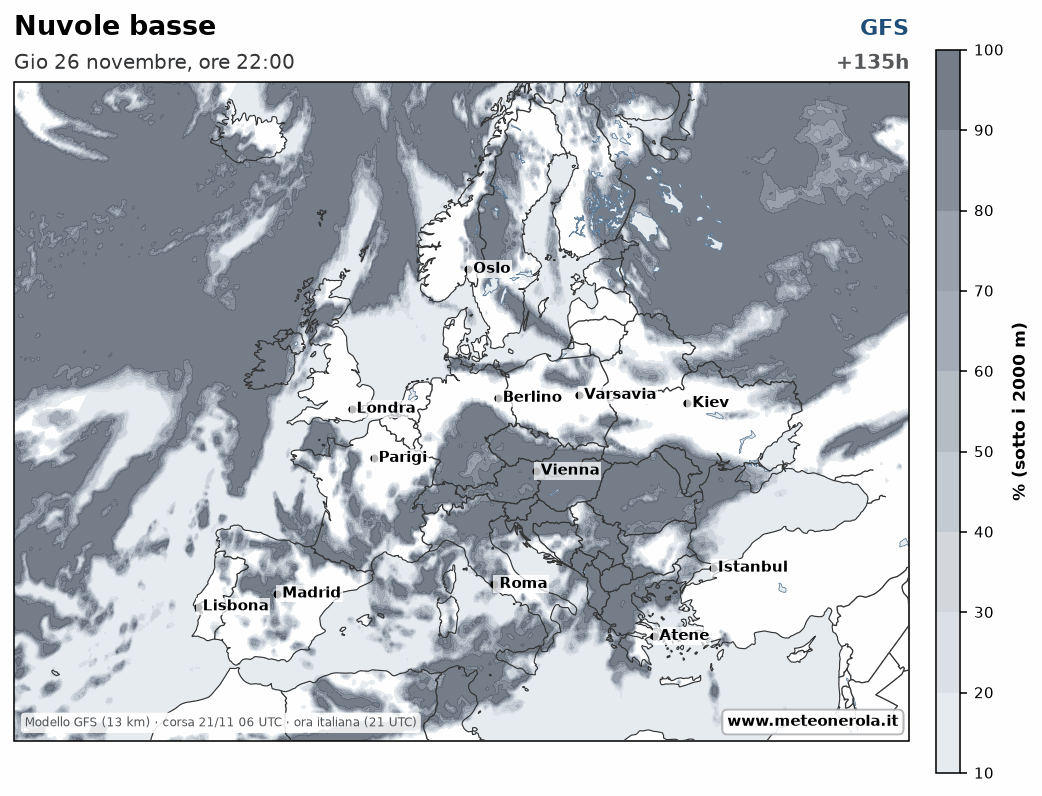 Nuvole basse
GFS
Gio 26 novembre, ore 22:00
+135h
Oslo
Londra
Berlino
Varsavia
Kiev
Parigi
Vienna
Istanbul
Roma
Madrid
Lisbona
Atene
Modello GFS (13 km) · corsa 21/11 06 UTC · ora italiana (21 UTC)
www.meteonerola.it
100
90
80
70
60
50
40
30
20
10
% (sotto i 2000 m)